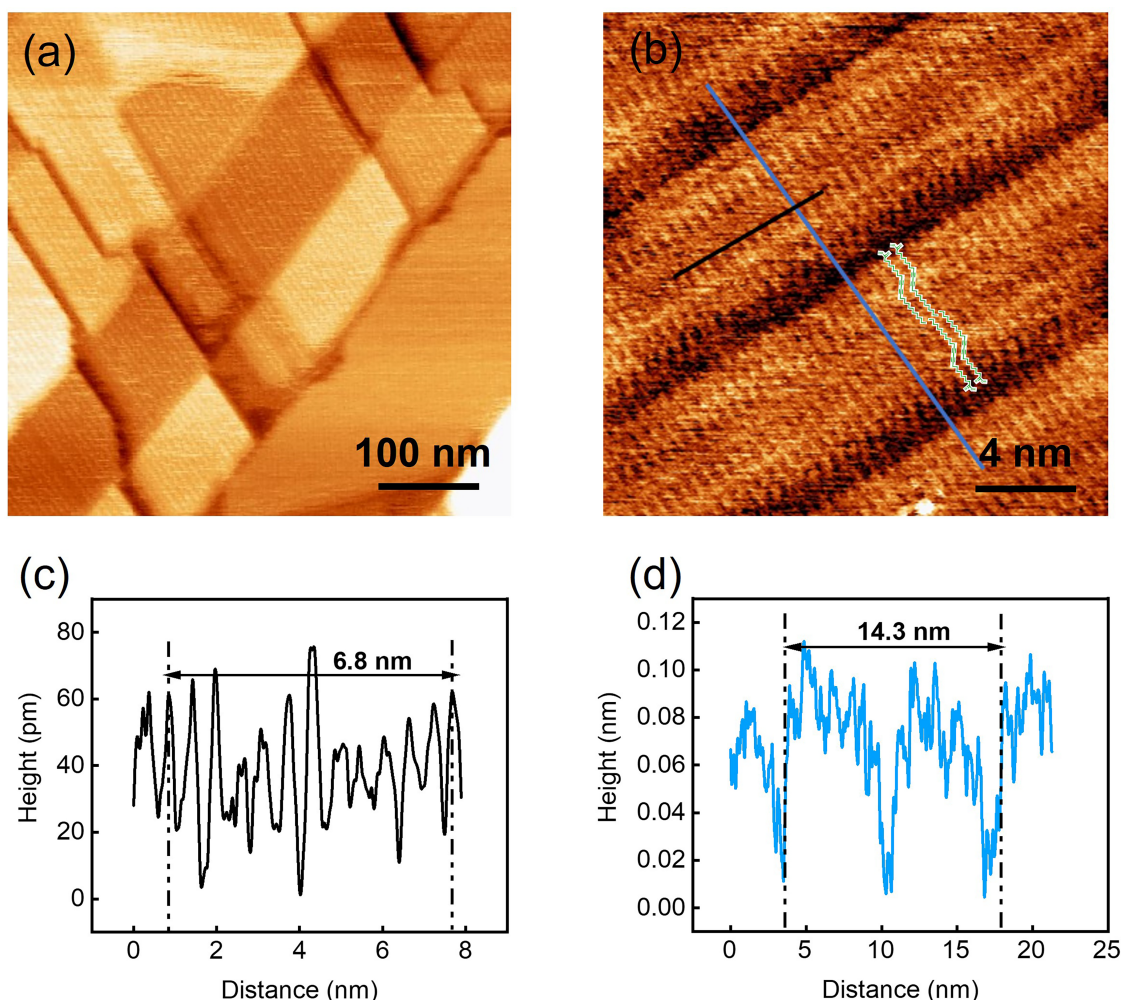 (a)
(b)
100 nm
4 nm
(c)
(d)
80
60
40
20
0
6.8 nm
Height (pm)
0 2 4 6 8
Distance (nm)
0.12
0.10
0.08
0.06
0.04
0.02
0.00
14.3 nm
Height (nm)
0 5 10 15 20 25
Distance (nm)